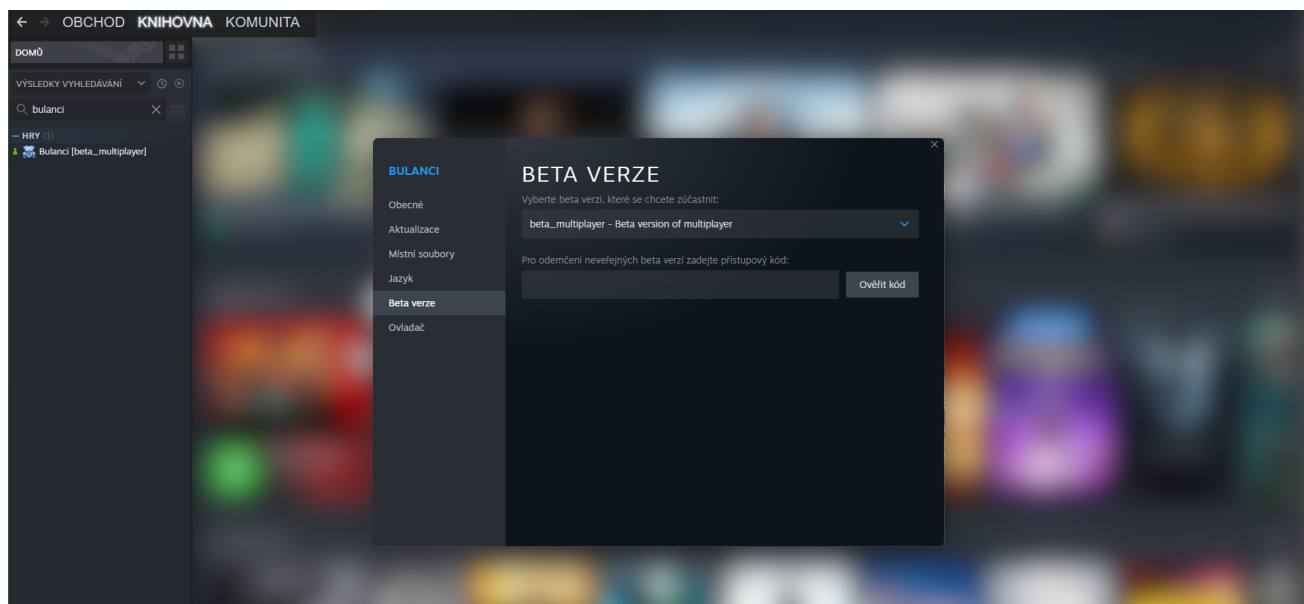 ← → OBCHOD KNIHOVNA KOMUNITA
DOMŮ
VÝSLEDKY VYHLEDÁVÁNÍ
bulanci
— HRY (1)
Bulanci [beta_multiplayer]
BULANCI
Obecné
Aktualizace
Místní soubory
Jazyk
Beta verze
Ovladač
BETA VERZE
Vyberte beta verzi, které se chcete zúčastnit:
beta_multiplayer - Beta version of multiplayer
Pro odemčení neveřejných beta verzí zadejte přístupový kód:
Ověřit kód